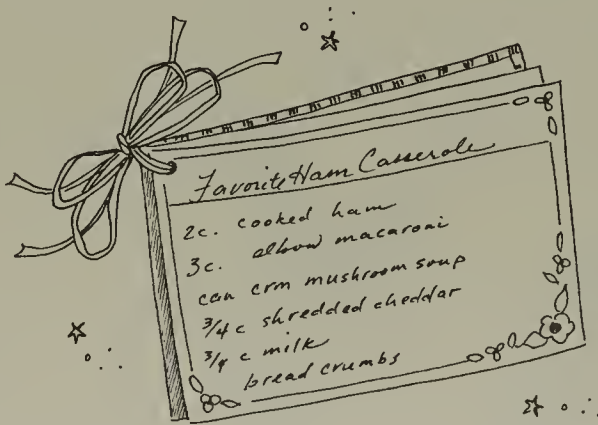 Favorite Ham Casserole
2c. cooked ham
3c. elbow macaroni
can crm mushroom soup
3/4 c shredded cheddar
3/4 c milk
bread crumbs